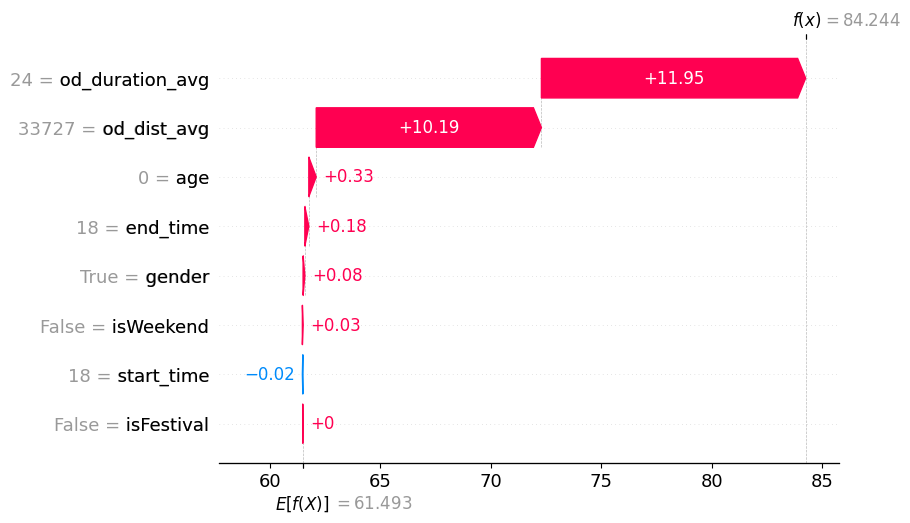 f(x) = 84.244
24 = od_duration_avg +11.95
33727 = od_dist_avg +10.19
0 = age +0.33
18 = end_time +0.18
True = gender +0.08
False = isWeekend +0.03
18 = start_time −0.02
False = isFestival +0
60 65 70 75 80 85
E[f(X)] = 61.493